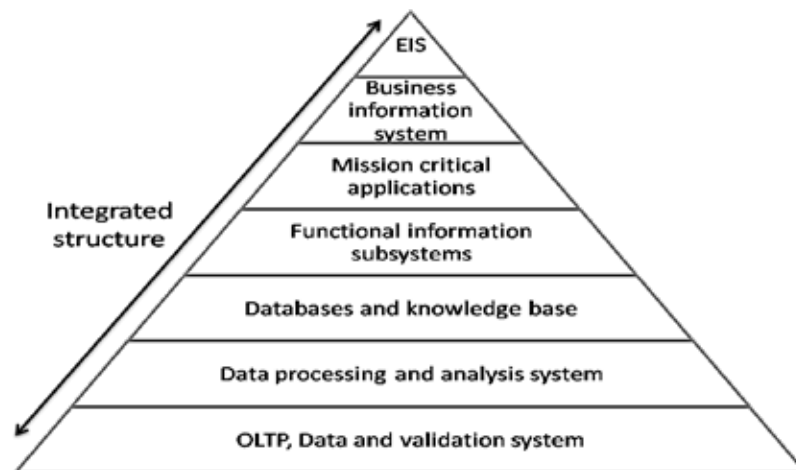 EIS
Business
information
system
Mission critical
applications
Integrated
structure
Functional information
subsystems
Databases and knowledge base
Data processing and analysis system
OLTP, Data and validation system